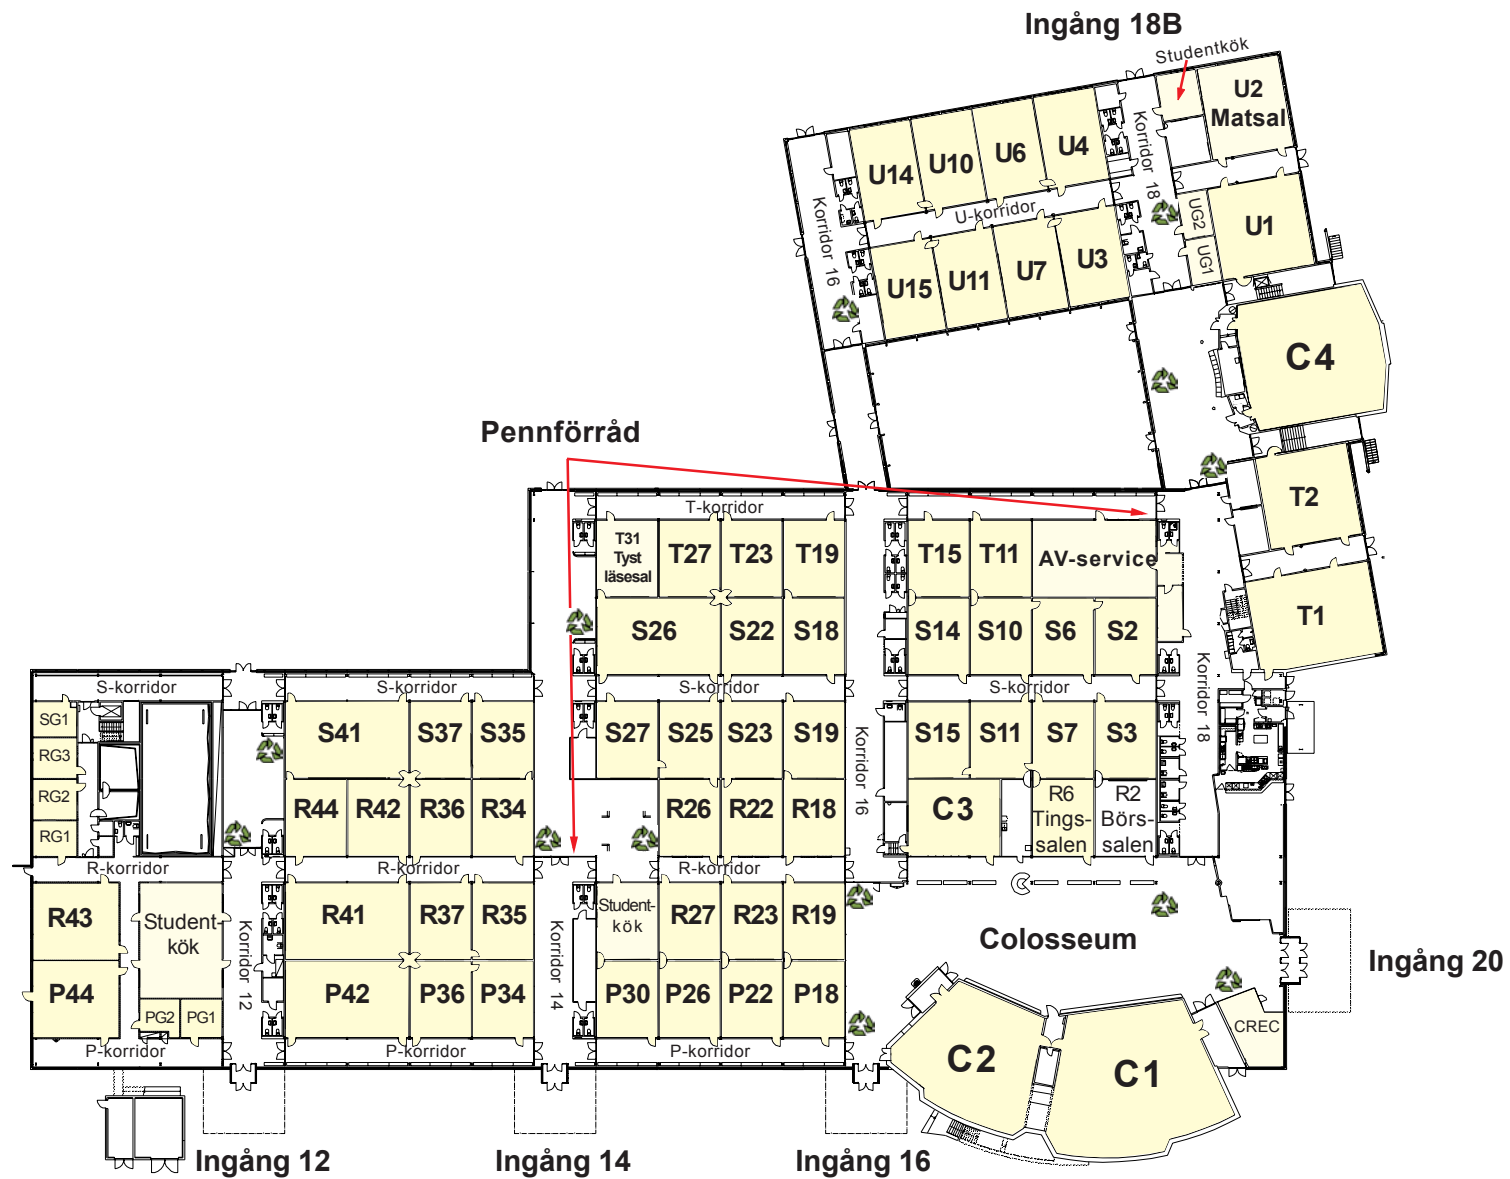 Ingång 18B
Studentkök
U2
Matsal
U14
U10
U6
U4
Korridor 18
Korridor 16
U-korridor
UG2
UG1
U1
U15
U11
U7
U3
C4
Pennförråd
T-korridor
T31
Tyst
läsesal
T27
T23
T19
T15
T11
AV-service
T2
T1
S26
S22
S18
S14
S10
S6
S2
S-korridor
S-korridor
S-korridor
S-korridor
Korridor 18
SG1
RG3
RG2
RG1
S41
S37
S35
S27
S25
S23
S19
Korridor 16
S15
S11
S7
S3
R44
R42
R36
R34
R26
R22
R18
C3
R6
Tings-
salen
R2
Börs-
salen
R-korridor
R-korridor
R-korridor
R43
Student-
kök
Korridor 12
R41
R37
R35
Korridor 14
Student-
kök
R27
R23
R19
Colosseum
Ingång 20
P44
PG2
PG1
P42
P36
P34
P30
P26
P22
P18
CREC
C2
C1
P-korridor
P-korridor
P-korridor
Ingång 12
Ingång 14
Ingång 16